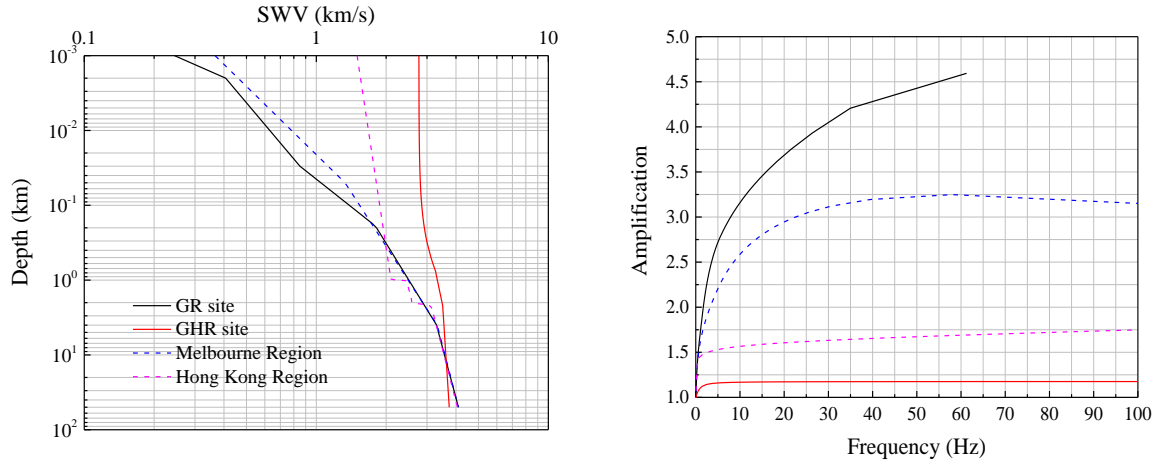 SWV (km/s)
0.1 1 10
10⁻³
10⁻²
10⁻¹
10⁰
10¹
10²
Depth (km)
GR site
GHR site
Melbourne Region
Hong Kong Region
5.0
4.5
4.0
3.5
3.0
2.5
2.0
1.5
1.0
Amplification
0 10 20 30 40 50 60 70 80 90 100
Frequency (Hz)